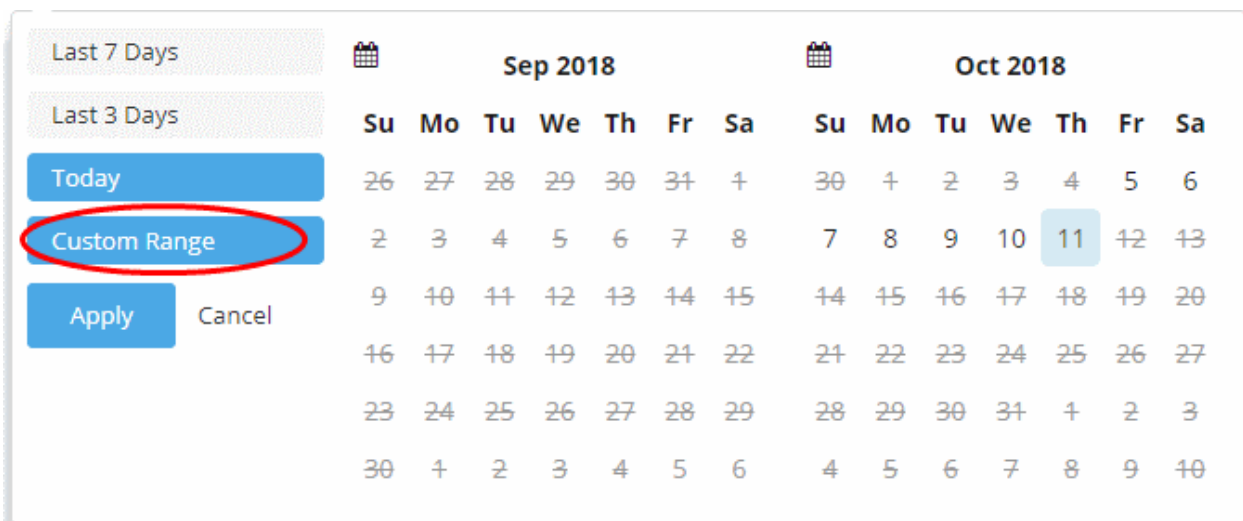 Last 7 Days
Last 3 Days
Today
Custom Range
Apply Cancel
Sep 2018
Su Mo Tu We Th Fr Sa
26 27 28 29 30 31 1
2 3 4 5 6 7 8
9 10 11 12 13 14 15
16 17 18 19 20 21 22
23 24 25 26 27 28 29
30 1 2 3 4 5 6
Oct 2018
Su Mo Tu We Th Fr Sa
30 1 2 3 4 5 6
7 8 9 10 11 12 13
14 15 16 17 18 19 20
21 22 23 24 25 26 27
28 29 30 31 1 2 3
4 5 6 7 8 9 10